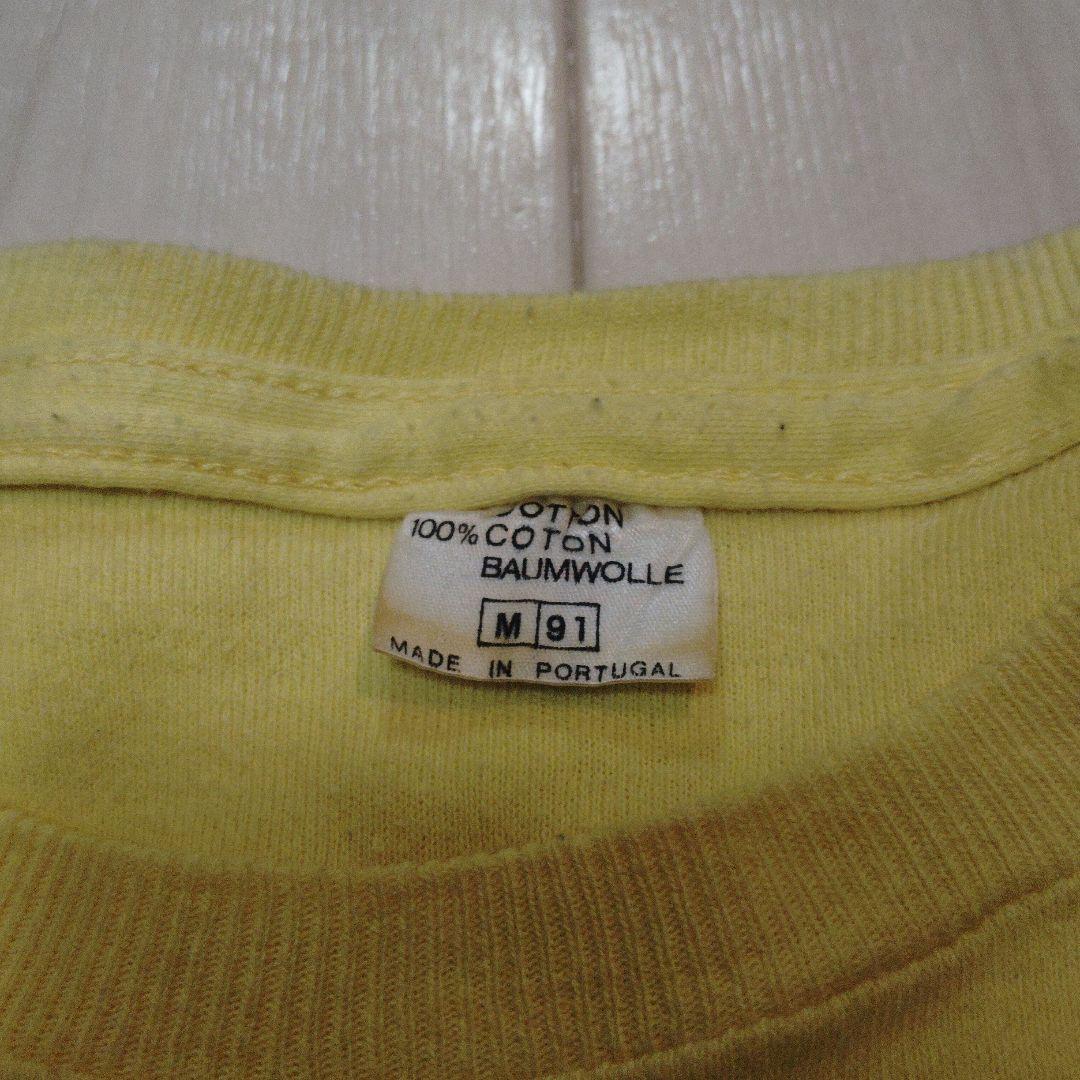 COTTON
100% COTON
BAUMWOLLE
M 91
MADE IN PORTUGAL